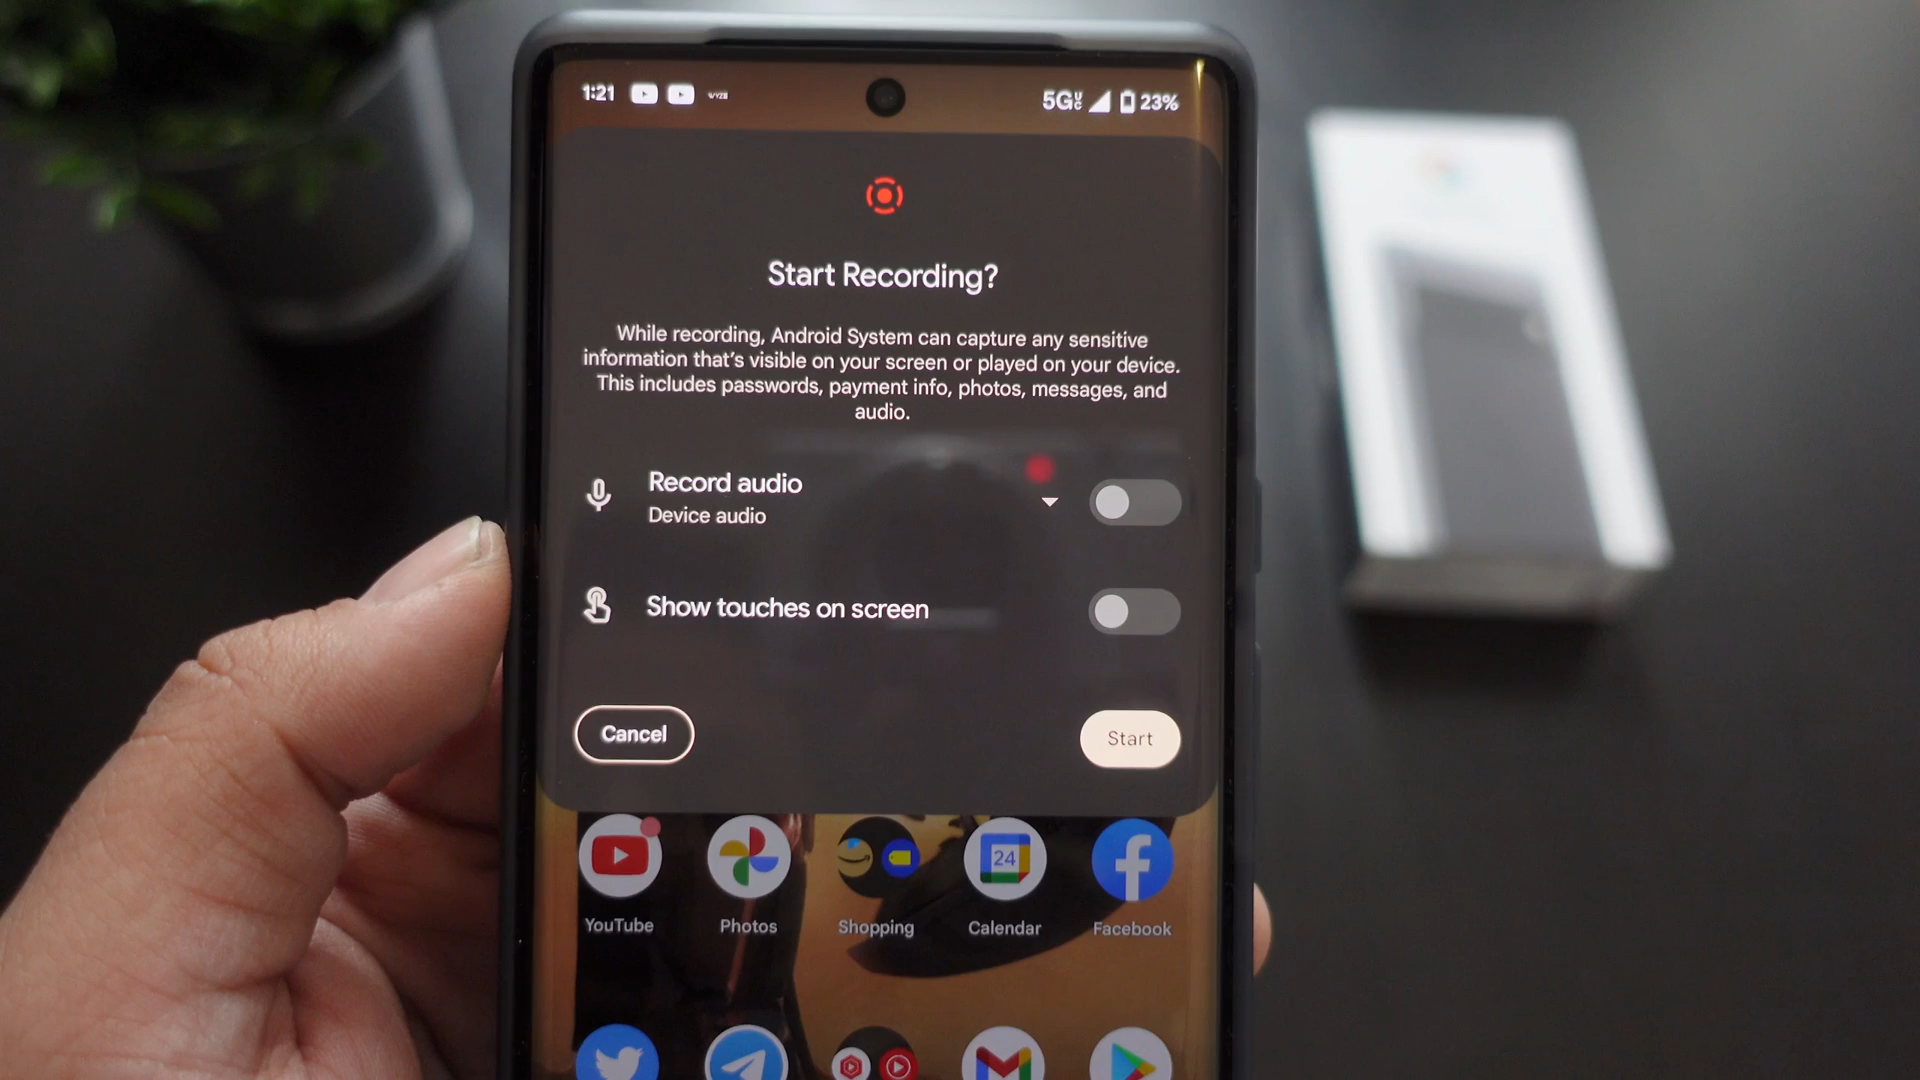 1:21 WYZE 5G UC 23%
Start Recording?
While recording, Android System can capture any sensitive
information that's visible on your screen or played on your device.
This includes passwords, payment info, photos, messages, and
audio.
Record audio
Device audio
Show touches on screen
Cancel Start
24
YouTube Photos Shopping Calendar Facebook